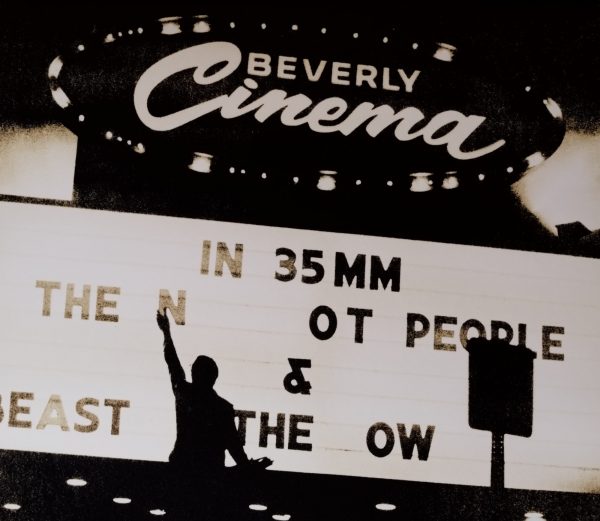 BEVERLY
Cinema
IN 35MM
THE N OT PEOPLE
&
BEAST THE OW